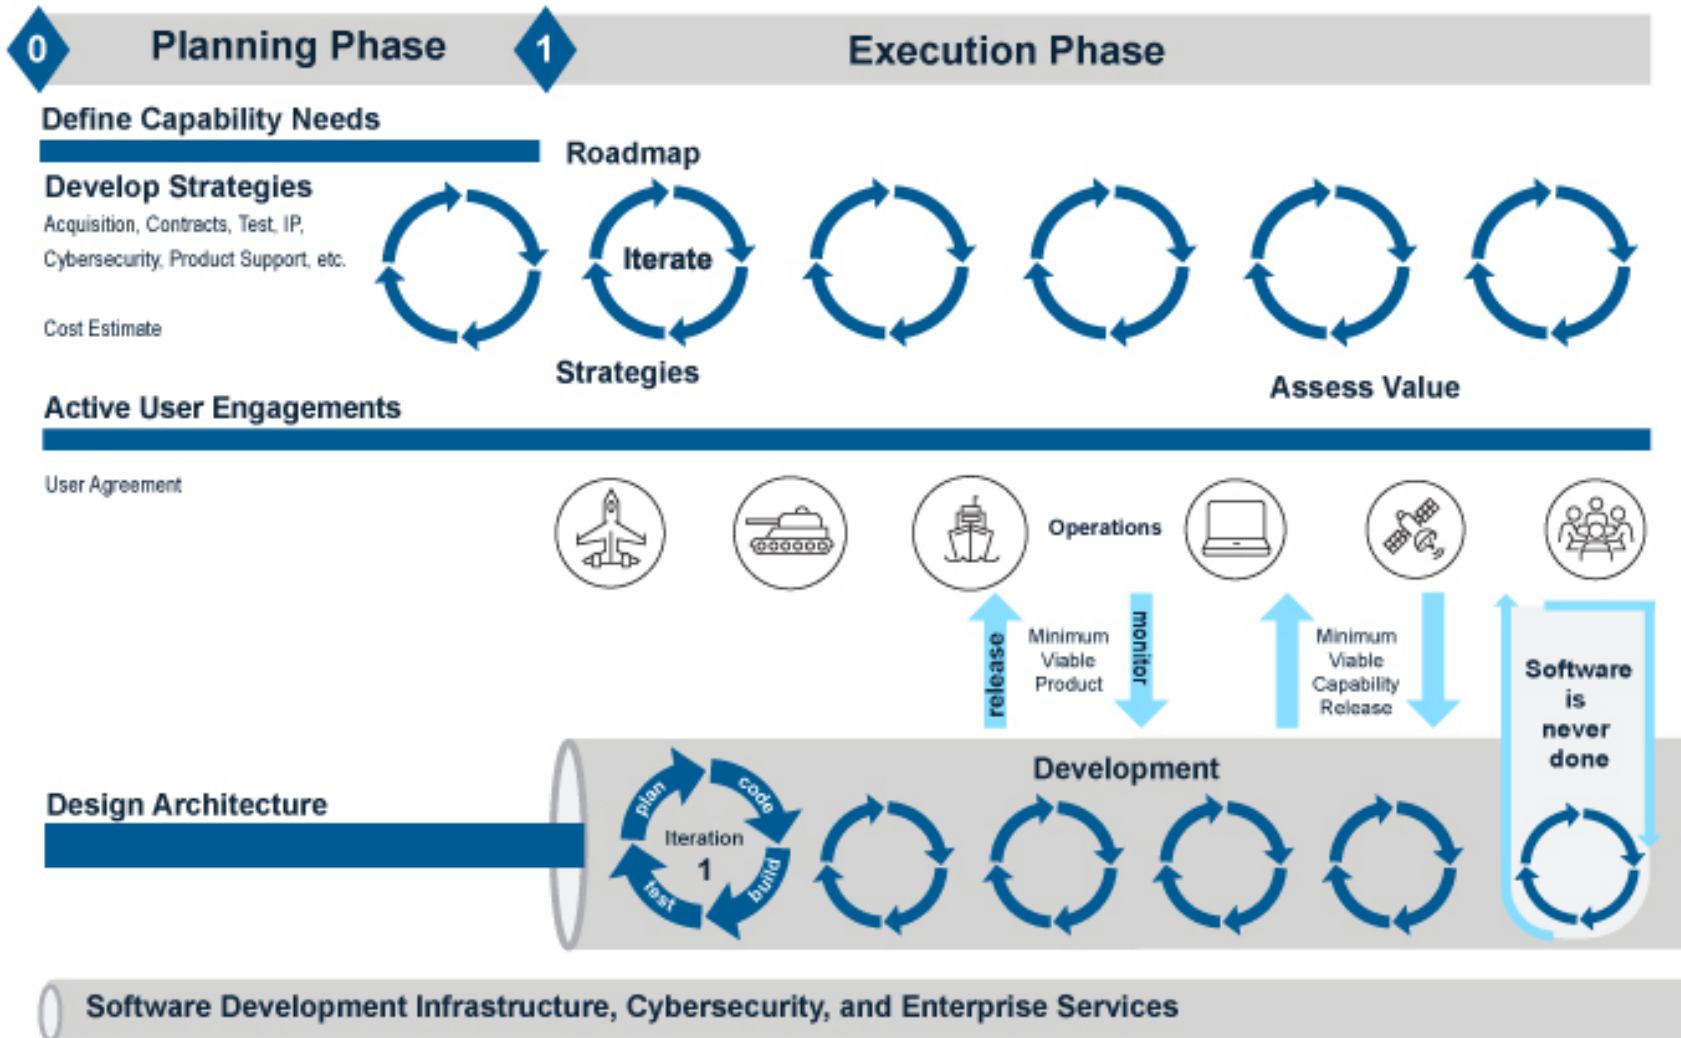 0 Planning Phase 1 Execution Phase
Define Capability Needs
Roadmap
Develop Strategies
Acquisition, Contracts, Test, IP,
Cybersecurity, Product Support, etc.
Iterate
Cost Estimate
Strategies
Assess Value
Active User Engagements
User Agreement
Operations
release
Minimum
Viable
Product
monitor
Minimum
Viable
Capability
Release
Software
is
never
done
Development
Design Architecture
plan
code
Iteration
1
build
test
Software Development Infrastructure, Cybersecurity, and Enterprise Services